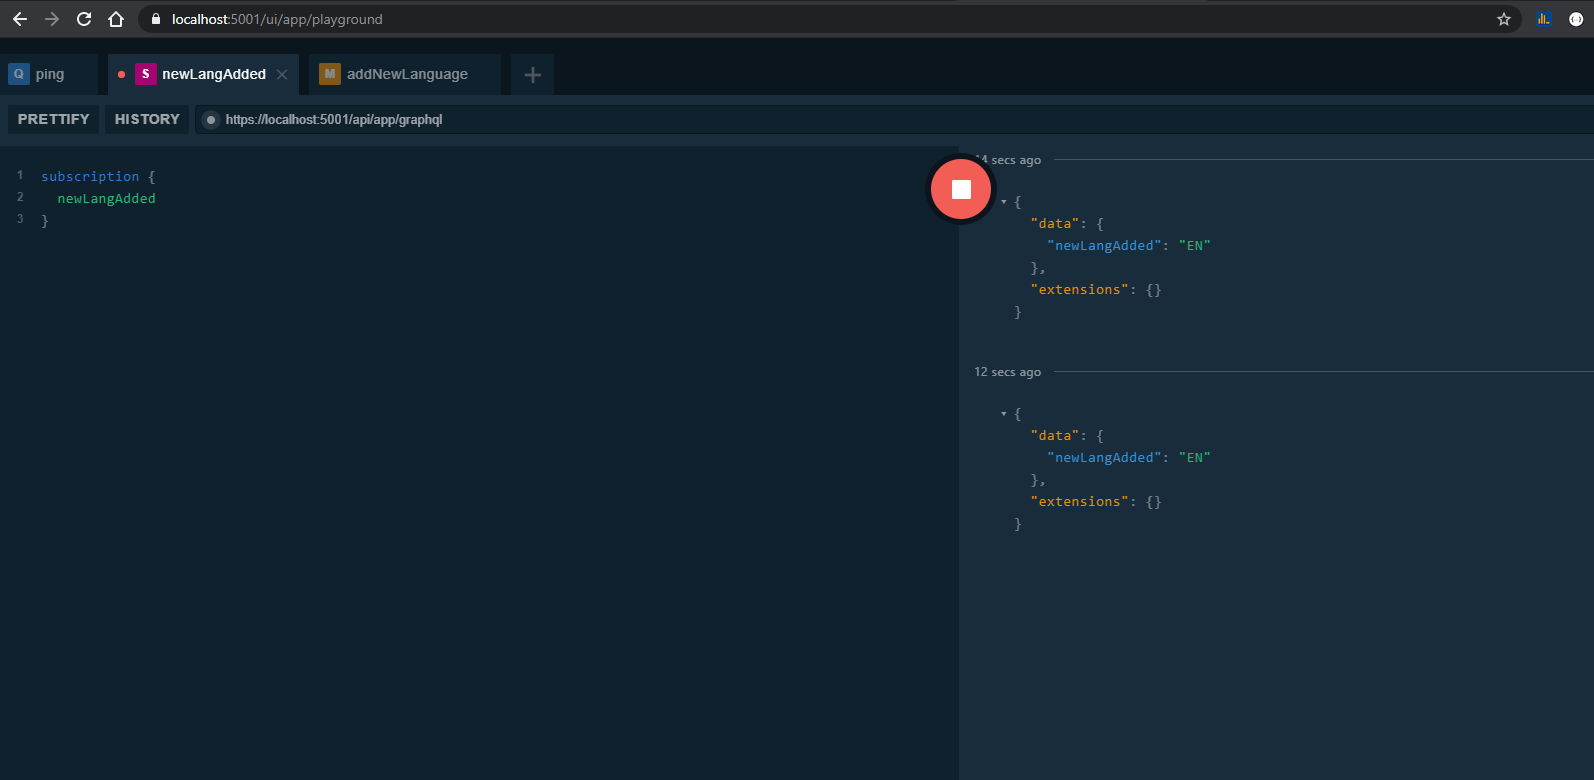 localhost:5001/ui/app/playground
Q ping
S newLangAdded
M addNewLanguage
PRETTIFY
HISTORY
https://localhost:5001/api/app/graphql
1 subscription {
2 newLangAdded
3 }
4 secs ago
{
"data": {
"newLangAdded": "EN"
},
"extensions": {}
}
12 secs ago
{
"data": {
"newLangAdded": "EN"
},
"extensions": {}
}